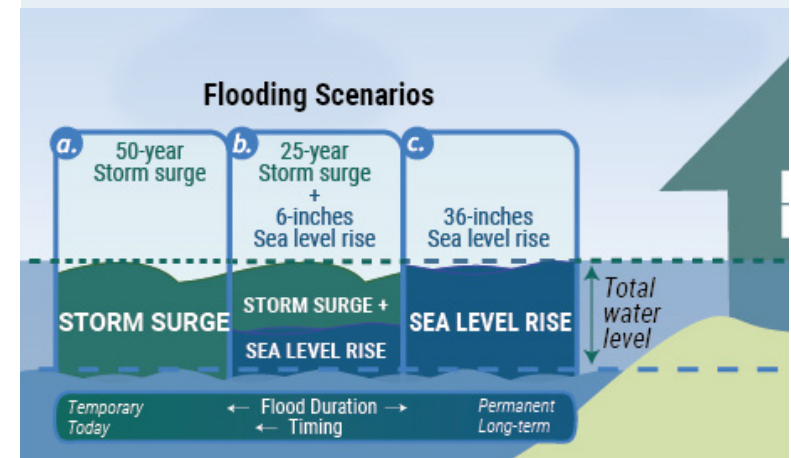 Flooding Scenarios
a.
50-year
Storm surge
b.
25-year
Storm surge
+
6-inches
Sea level rise
c.
36-inches
Sea level rise
STORM SURGE
STORM SURGE +
SEA LEVEL RISE
SEA LEVEL RISE
Total
water
level
Temporary
Today
← Flood Duration →
← Timing
Permanent
Long-term